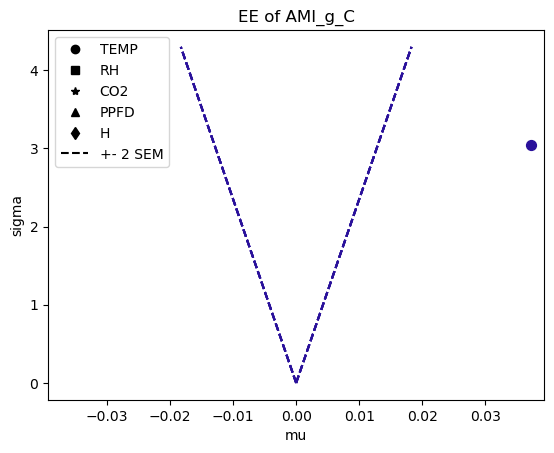 EE of AMI_g_C
TEMP
RH
CO2
PPFD
H
+- 2 SEM
sigma
4
3
2
1
0
−0.03
−0.02
−0.01
0.00
0.01
0.02
0.03
mu